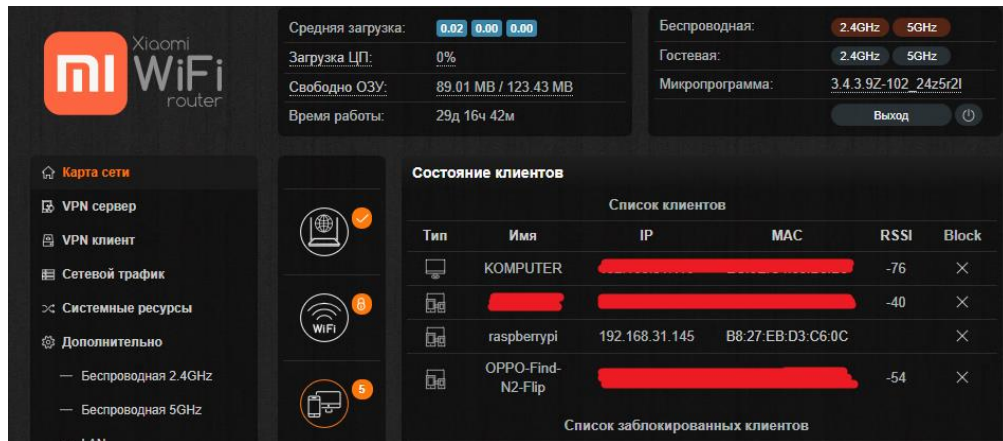 mi
Xiaomi
WiFi
router
Средняя загрузка: 0.02 0.00 0.00
Загрузка ЦП: 0%
Свободно ОЗУ: 89.01 MB / 123.43 MB
Время работы: 29д 16ч 42м
Беспроводная: 2.4GHz 5GHz
Гостевая: 2.4GHz 5GHz
Микропрограмма: 3.4.3.9Z-102_24z5r2l
Выход
Карта сети
VPN сервер
VPN клиент
Сетевой трафик
Системные ресурсы
Дополнительно
— Беспроводная 2.4GHz
— Беспроводная 5GHz
WiFi
5
Состояние клиентов
Список клиентов
Тип Имя IP MAC RSSI Block
KOMPUTER -76
-40
raspberrypi 192.168.31.145 B8:27:EB:D3:C6:0C
OPPO-Find-
N2-Flip -54
Список заблокированных клиентов